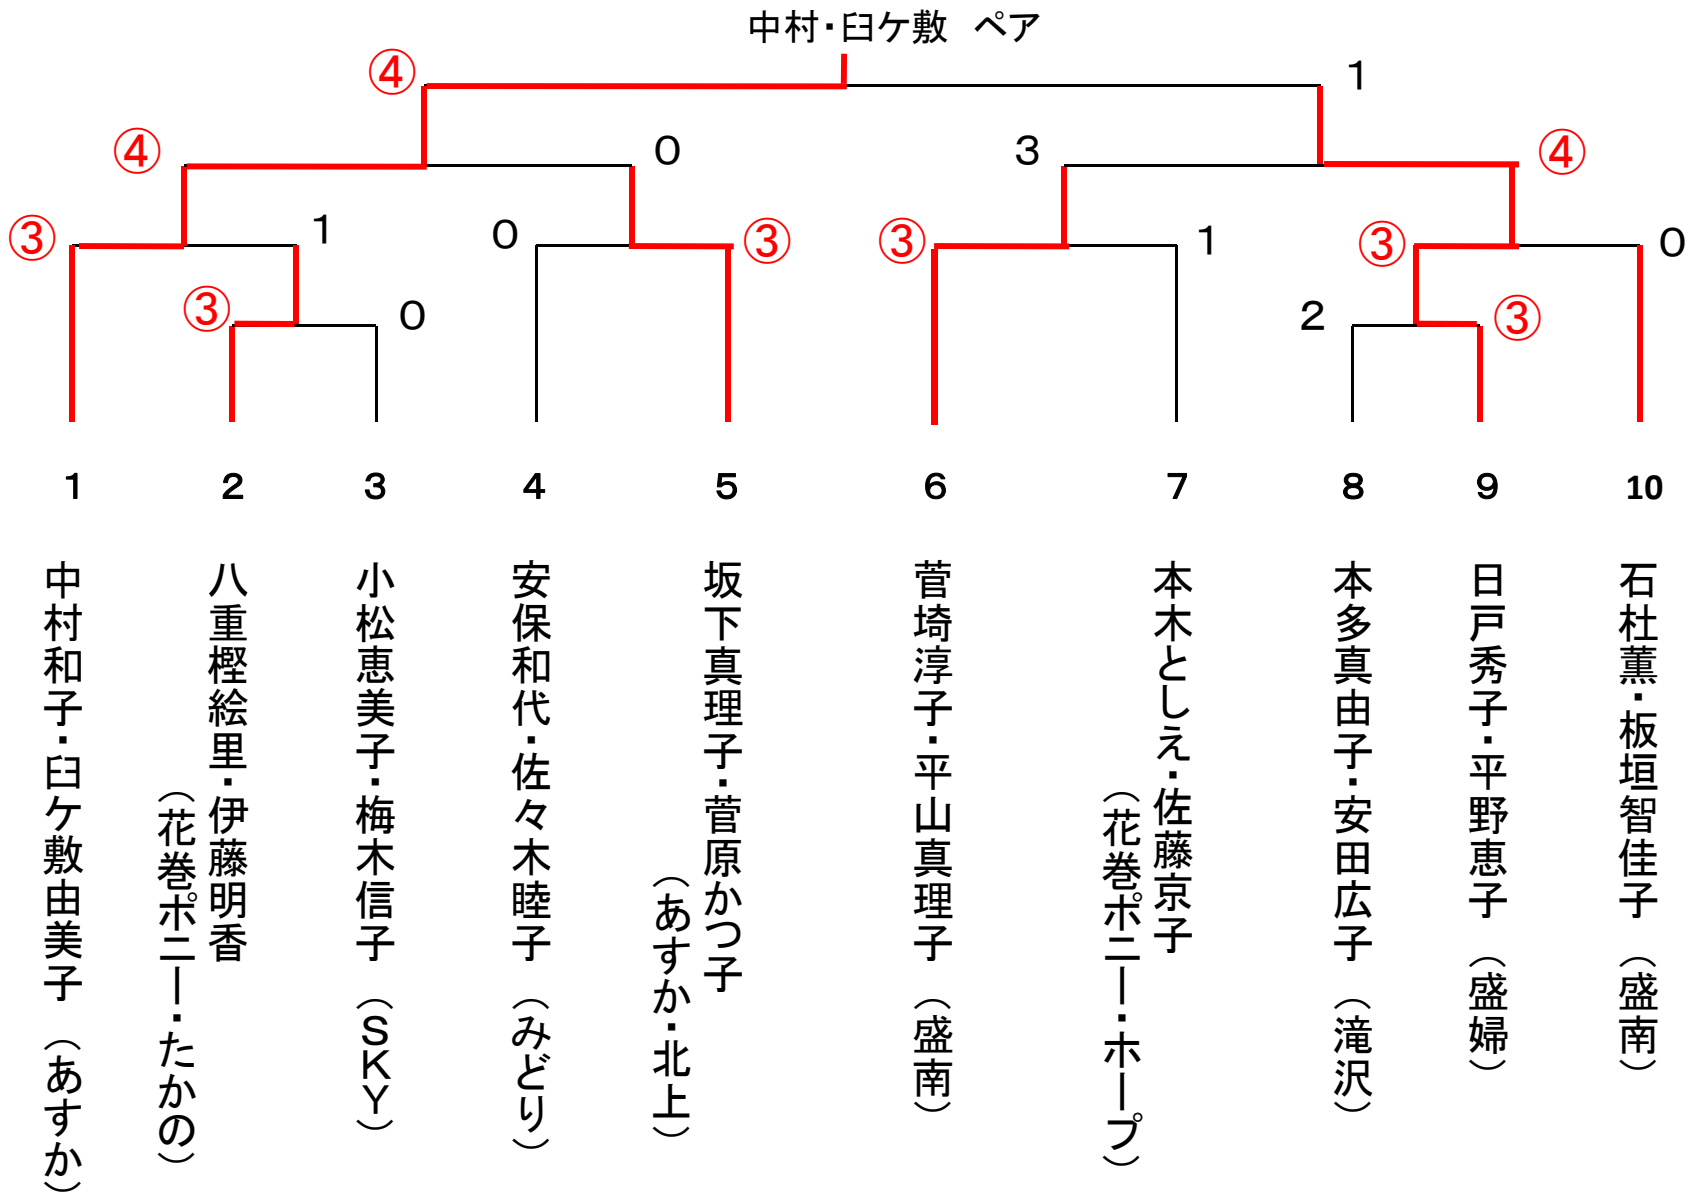 中村・臼ケ敷　ペア
④
1
④
0
3
④
③
1
0
③
③
1
③
0
③
0
2
③
1
2
3
4
5
6
7
8
9
10
中村和子・臼ケ敷由美子（あすか）
八重樫絵里・伊藤明香
（花巻ポニー・たかの）
小松恵美子・梅木信子（ＳＫＹ）
安保和代・佐々木睦子（みどり）
坂下真理子・菅原かつ子
（あすか・北上）
菅埼淳子・平山真理子（盛南）
本木としえ・佐藤京子
（花巻ポニー・ホープ）
本多真由子・安田広子（滝沢）
日戸秀子・平野恵子（盛婦）
石杜薫・板垣智佳子（盛南）